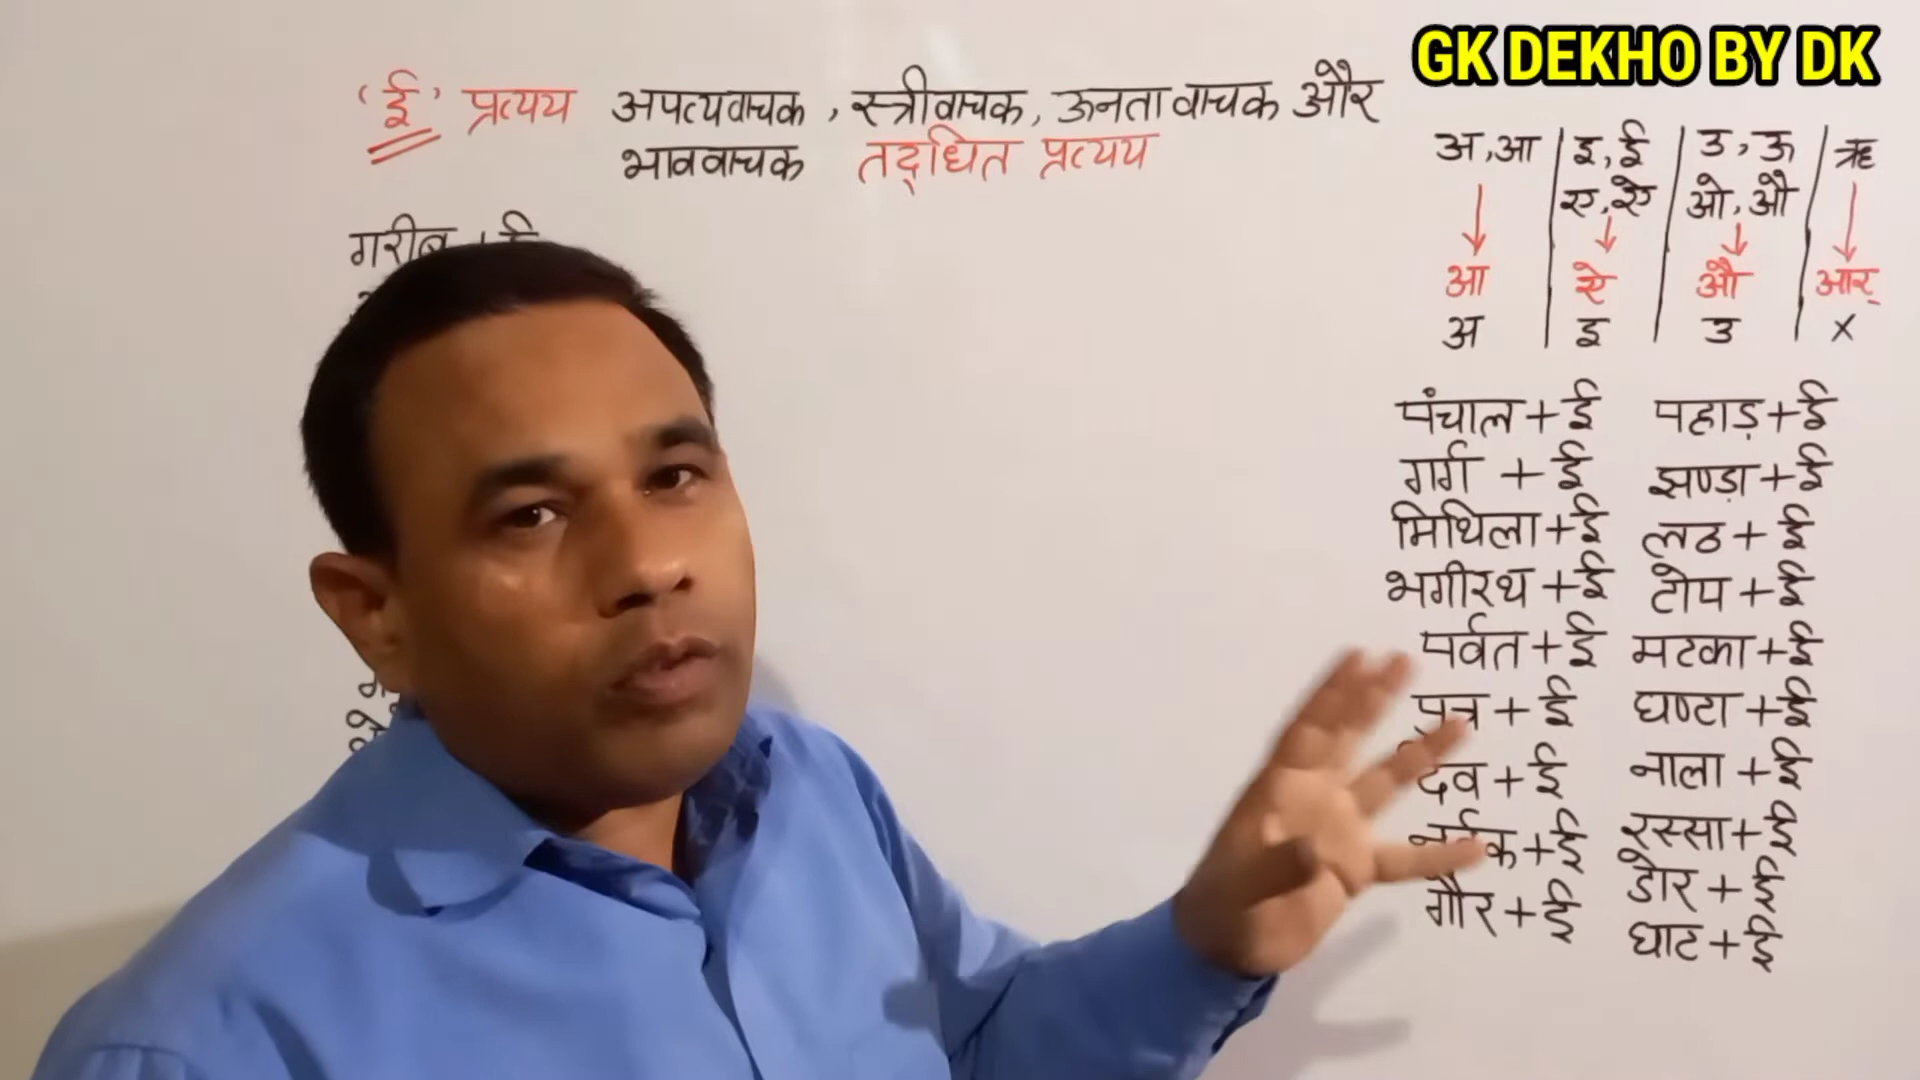 GK DEKHO BY DK
'ई' प्रत्यय अपत्यवाचक, स्त्रीवाचक, ऊनतावाचक और
भाववाचक तद्धित प्रत्यय
अ,आ | इ,ई | उ,ऊ | ऋ
ए,ऐ | ओ,औ
आ ऐ औ आर्
अ इ उ ×
गरीब + ई
पंचाल + ई
गर्ग + ई
मिथिला + ई
भगीरथ + ई
पर्वत + ई
पुत्र + ई
देव + ई
+ ई
गौर + ई
पहाड़ + ई
झण्डा + ई
लठ + ई
टोप + ई
मटका + ई
घण्टा + ई
नाला + ई
रस्सा + ई
डोर + ई
घाट + ई